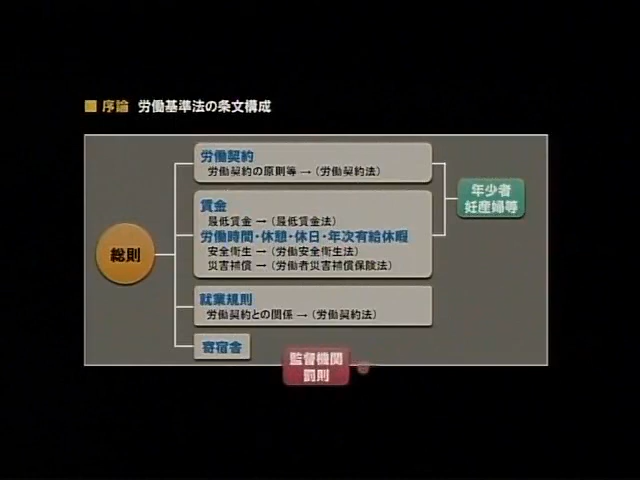 ■ 序論 労働基準法の条文構成
労働契約
労働契約の原則等 → (労働契約法)
賃金
最低賃金 → (最低賃金法)
労働時間・休憩・休日・年次有給休暇
安全衛生 → (労働安全衛生法)
災害補償 → (労働者災害補償保険法)
就業規則
労働契約との関係 → (労働契約法)
寄宿舎
総則
年少者
妊産婦等
監督機関
罰則